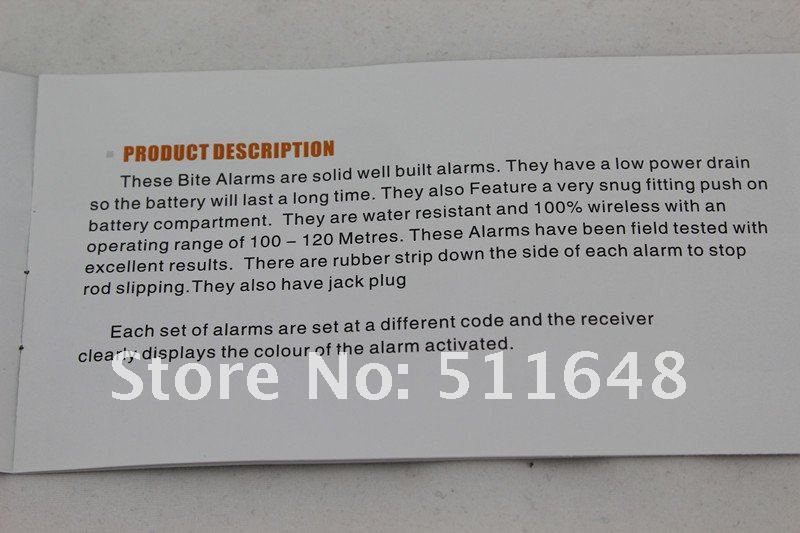 PRODUCT DESCRIPTION
These Bite Alarms are solid well built alarms. They have a low power drain
so the battery will last a long time. They also Feature a very snug fitting push on
battery compartment. They are water resistant and 100% wireless with an
operating range of 100 – 120 Metres. These Alarms have been field tested with
excellent results. There are rubber strip down the side of each alarm to stop
rod slipping.They also have jack plug
Each set of alarms are set at a different code and the receiver
clearly displays the colour of the alarm activated.
Store No: 511648